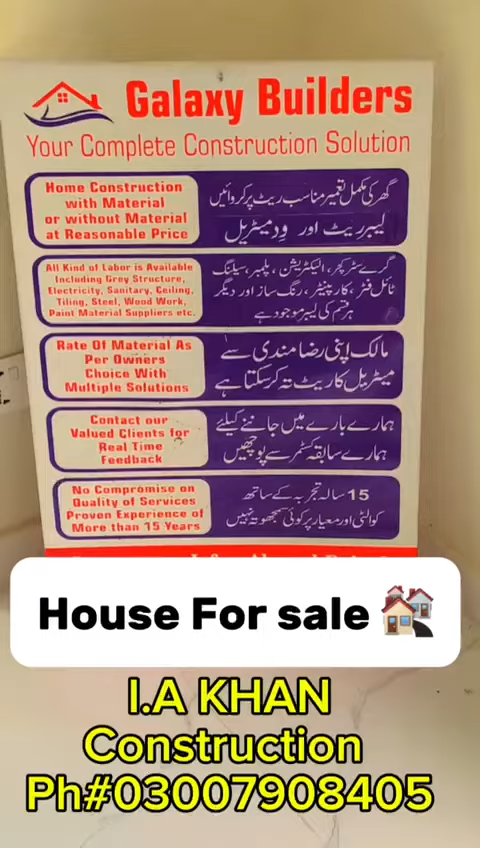 Galaxy Builders
Your Complete Construction Solution
Home Construction
with Material
or without Material
at Reasonable Price
گھر کی مکمل تعمیر مناسب ریٹ پر کروائیں
لیبر ریٹ اور وِد میٹریل
All Kind of Labor is Available
Including Grey Structure,
Electricity, Sanitary, Ceiling,
Tiling, Steel, Wood Work,
Paint Material Suppliers etc.
گرے سٹرکچر، الیکٹریشن، پلمبر، سیلنگ
ٹائل فٹر، کارپینٹر، رنگ ساز اور دیگر
ہر قسم کی لیبر موجود ہے
Rate Of Material As
Per Owners
Choice With
Multiple Solutions
مالک اپنی رضا مندی سے
میٹریل کا ریٹ تہ کر سکتا ہے
Contact our
Valued Clients for
Real Time
Feedback
ہمارے بارے میں جاننے کیلئے
ہمارے سابقہ کسٹمر سے پوچھیں
No Compromise on
Quality of Services
Proven Experience of
More than 15 Years
15 سالہ تجربہ کے ساتھ
کوالٹی اور معیار پر کوئی سمجھوتہ نہیں
House For sale 🏘️
I.A KHAN
Construction
Ph#03007908405